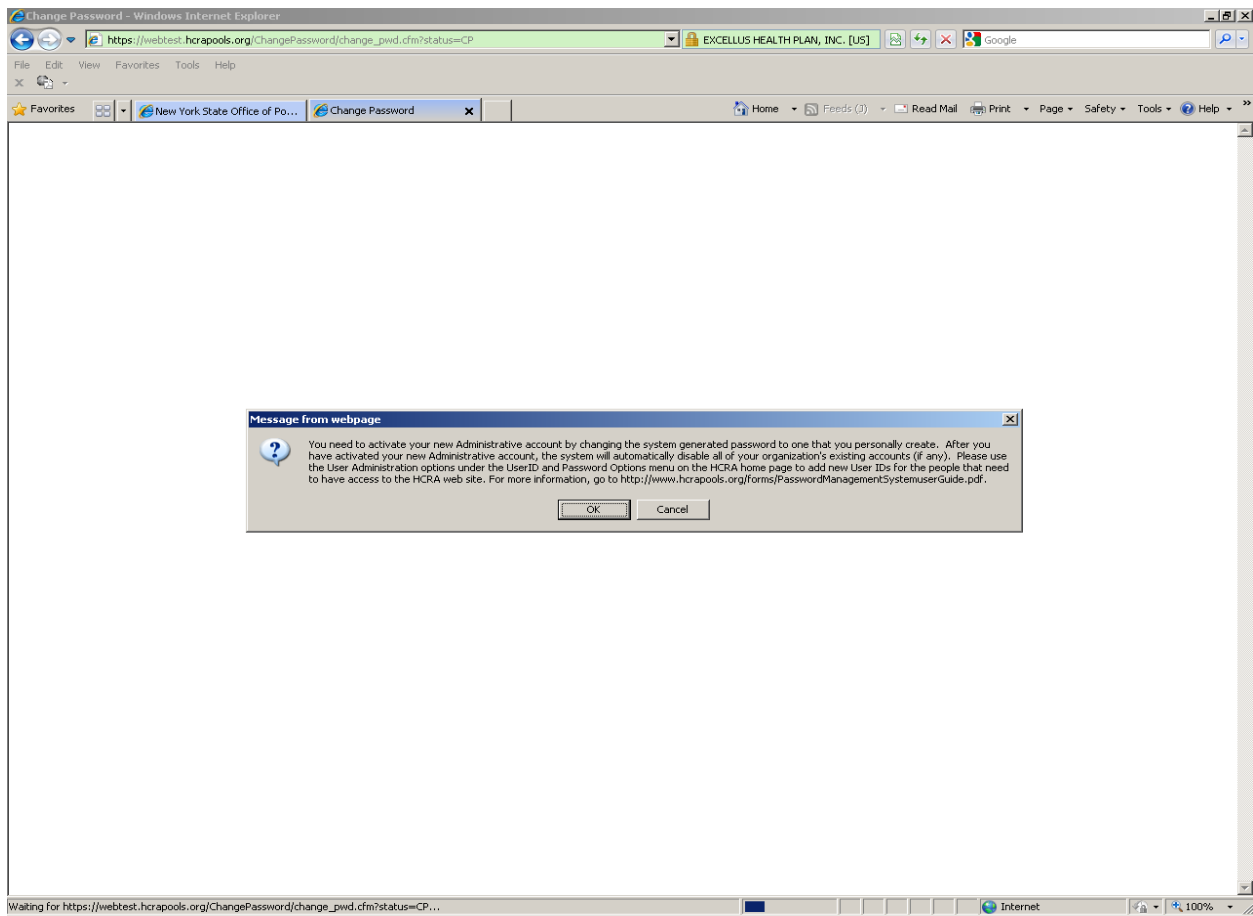 Change Password - Windows Internet Explorer
https://webtest.hcrapools.org/ChangePassword/change_pwd.cfm?status=CP
EXCELLUS HEALTH PLAN, INC. [US]
Google
File Edit View Favorites Tools Help
Favorites
New York State Office of Po...
Change Password
Home Feeds (J) Read Mail Print Page Safety Tools Help
Message from webpage
You need to activate your new Administrative account by changing the system generated password to one that you personally create. After you
have activated your new Administrative account, the system will automatically disable all of your organization's existing accounts (if any). Please use
the User Administration options under the UserID and Password Options menu on the HCRA home page to add new User IDs for the people that need
to have access to the HCRA web site. For more information, go to http://www.hcrapools.org/forms/PasswordManagementSystemuserGuide.pdf.
OK Cancel
Waiting for https://webtest.hcrapools.org/ChangePassword/change_pwd.cfm?status=CP...
Internet
100%